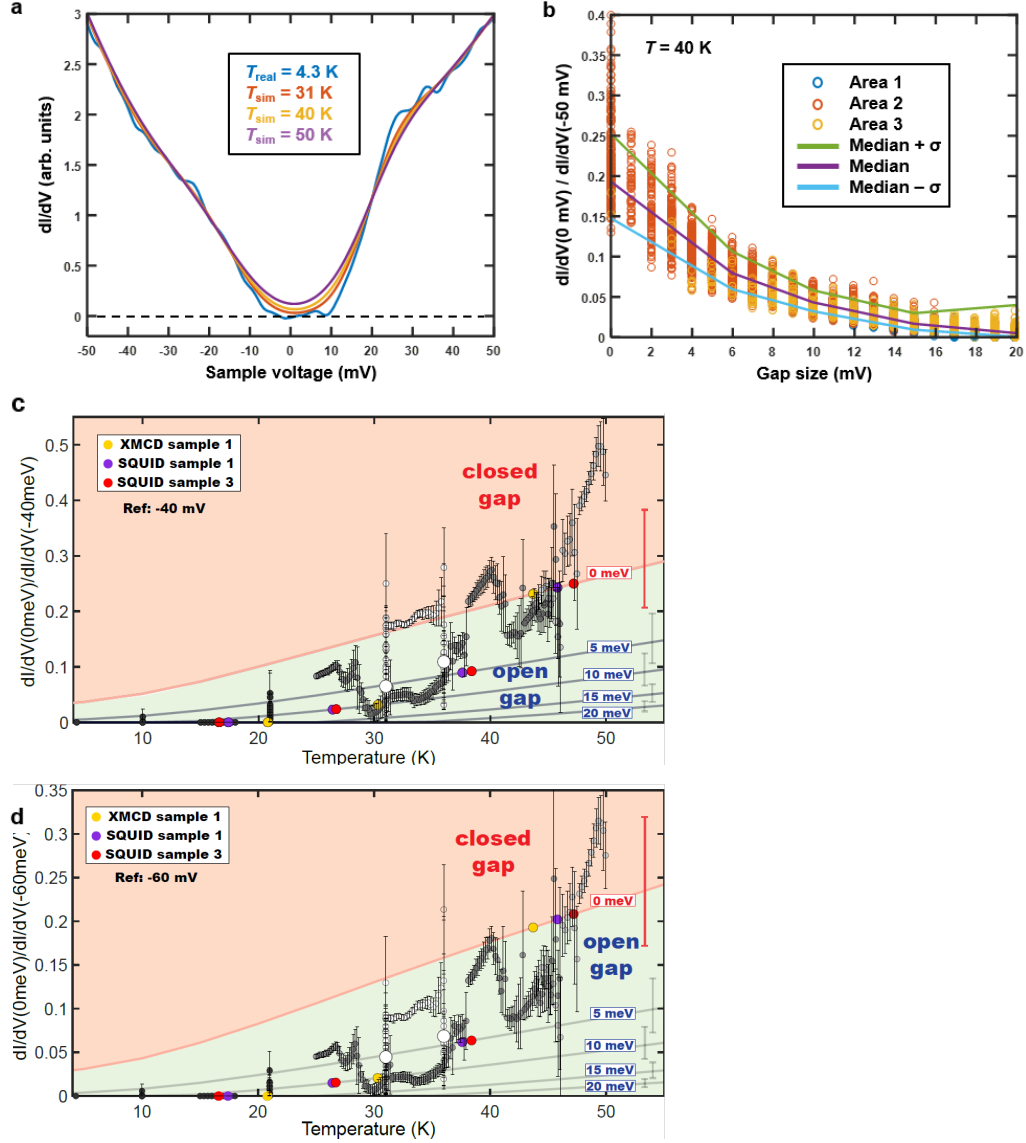 a
dI/dV (arb. units)
3
2.5
2
1.5
1
0.5
0
T_real = 4.3 K
T_sim = 31 K
T_sim = 40 K
T_sim = 50 K
-50 -40 -30 -20 -10 0 10 20 30 40 50
Sample voltage (mV)
b
dI/dV(0 mV) / dI/dV(-50 mV)
0.4
0.35
0.3
0.25
0.2
0.15
0.1
0.05
0
T = 40 K
Area 1
Area 2
Area 3
Median + σ
Median
Median – σ
0 2 4 6 8 10 12 14 16 18 20
Gap size (mV)
c
dI/dV(0meV)/dI/dV(-40meV)
0.5
0.4
0.3
0.2
0.1
0
XMCD sample 1
SQUID sample 1
SQUID sample 3
Ref: -40 mV
closed
gap
0 meV
open
gap
5 meV
10 meV
15 meV
20 meV
10 20 30 40 50
Temperature (K)
d
dI/dV(0meV)/dI/dV(-60meV)
0.35
0.3
0.25
0.2
0.15
0.1
0.05
0
XMCD sample 1
SQUID sample 1
SQUID sample 3
Ref: -60 mV
closed
gap
0 meV
open
gap
5 meV
10 meV
15 meV
20 meV
10 20 30 40 50
Temperature (K)